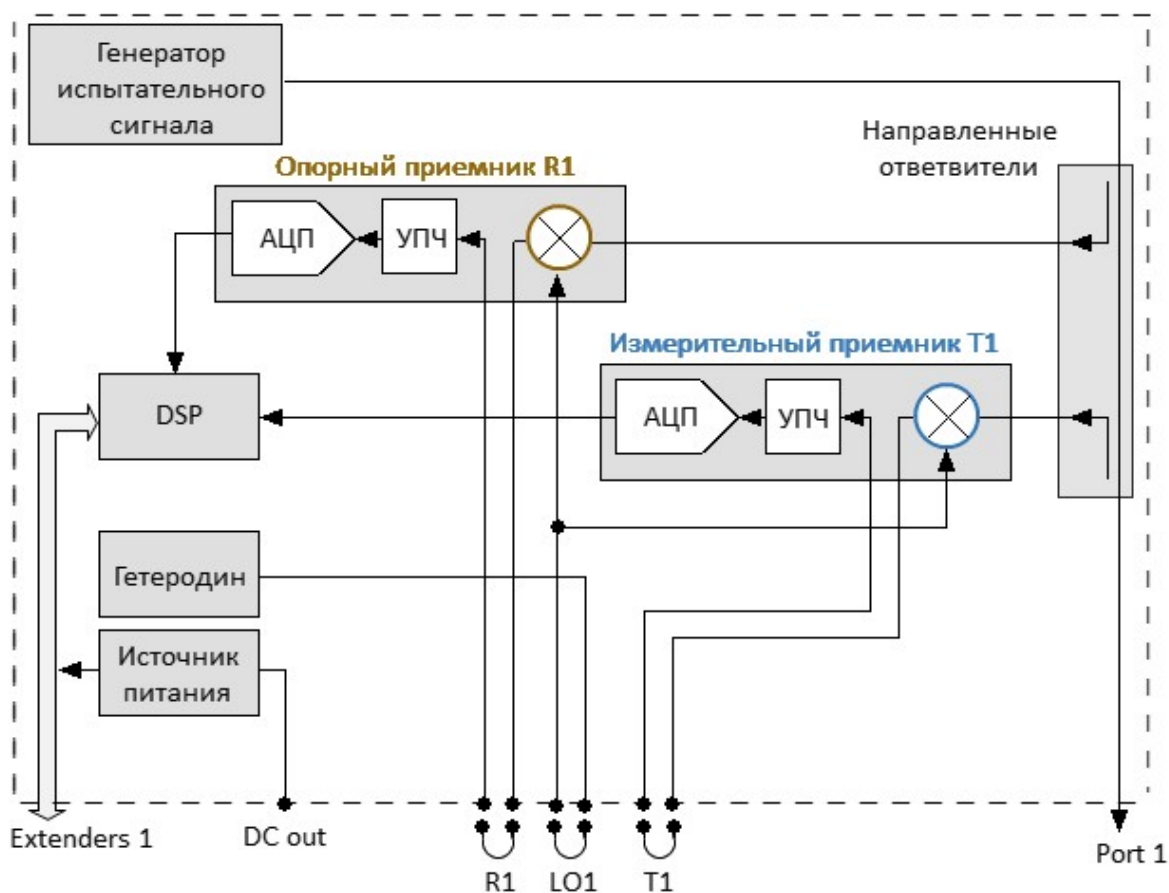 Генератор
испытательного
сигнала
Направленные
ответвители
Опорный приемник R1
АЦП
УПЧ
Измерительный приемник T1
АЦП
УПЧ
DSP
Гетеродин
Источник
питания
Extenders 1
DC out
R1
LO1
T1
Port 1